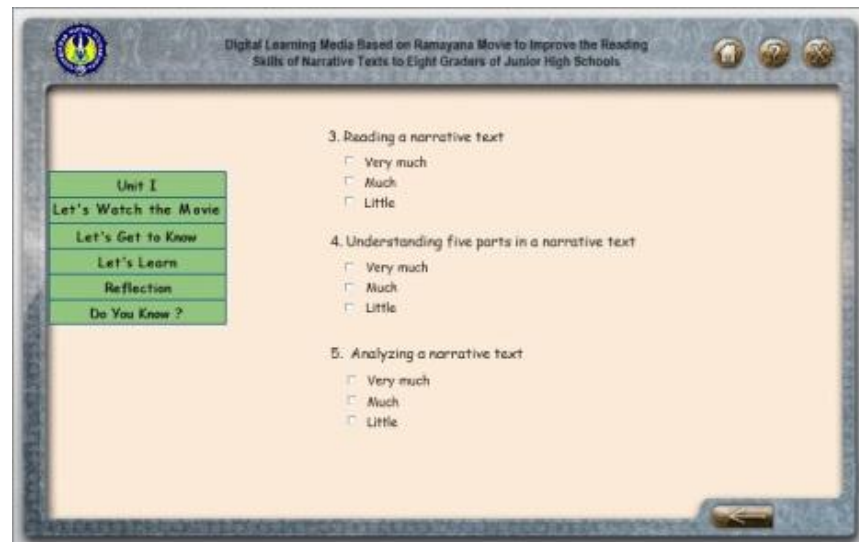 Digital Learning Media Based on Ramayana Movie to Improve the Reading
Skills of Narrative Texts to Eight Graders of Junior High Schools
?
Unit I
Let's Watch the Movie
Let's Get to Know
Let's Learn
Reflection
Do You Know ?
3. Reading a narrative text
Very much
Much
Little
4. Understanding five parts in a narrative text
Very much
Much
Little
5. Analyzing a narrative text
Very much
Much
Little